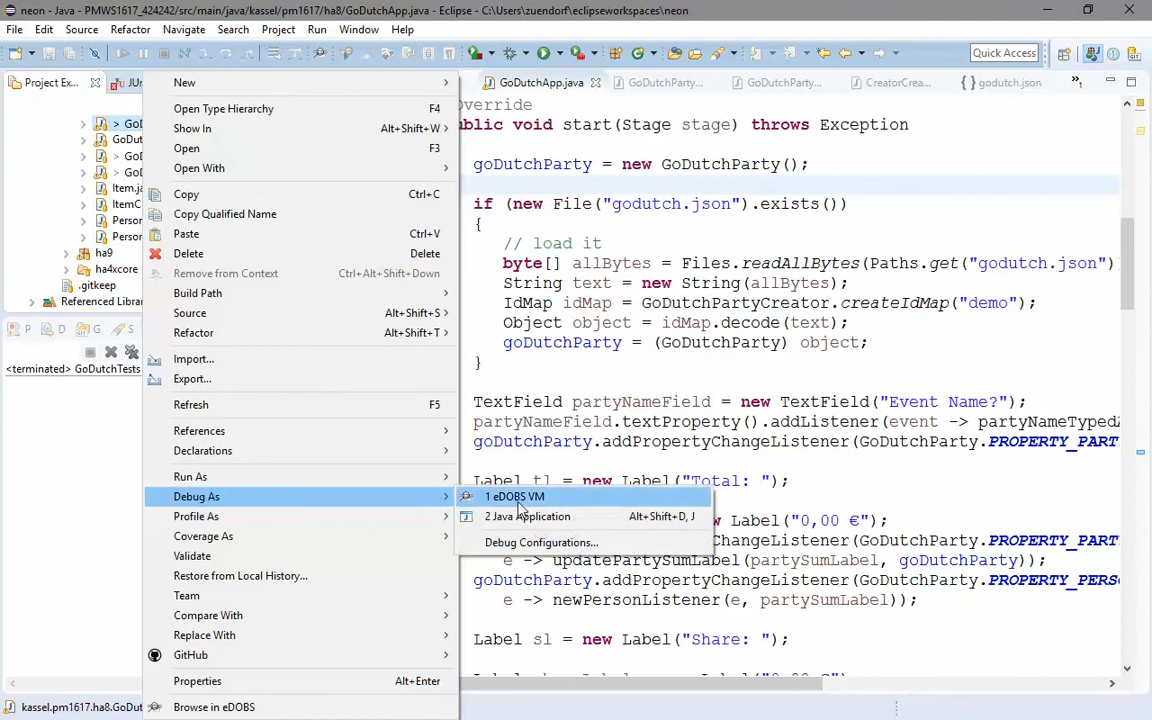 neon - Java - PMWS1617_424242/src/main/java/kassel/pm1617/ha8/GoDutchApp.java - Eclipse - C:\Users\zuendorf\eclipseworkspaces\neon
File Edit Source Refactor Navigate Search Project Run Window Help
Quick Access
Project Ex... JUn
GoDutchApp.java GoDutchParty... GoDutchParty... CreatorCrea... godutch.json »1
> GoD
GoDut
> GoD
> GoD
Item.ja
ItemC
Person
Person
ha9
ha4xcore
.gitkeep
Referenced Librar
P D G S
<terminated> GoDutchTests
New
Open Type Hierarchy F4
Show In Alt+Shift+W
Open F3
Open With
Copy Ctrl+C
Copy Qualified Name
Paste Ctrl+V
Delete Delete
Remove from Context Ctrl+Alt+Shift+Down
Build Path
Source Alt+Shift+S
Refactor Alt+Shift+T
Import...
Export...
Refresh F5
References
Declarations
Run As
Debug As
Profile As
Coverage As
Validate
Restore from Local History...
Team
Compare With
Replace With
GitHub
Properties Alt+Enter
Browse in eDOBS
1 eDOBS VM
2 Java Application Alt+Shift+D, J
Debug Configurations...
Override
public void start(Stage stage) throws Exception
goDutchParty = new GoDutchParty();
if (new File("godutch.json").exists())
{
// load it
byte[] allBytes = Files.readAllBytes(Paths.get("godutch.json")
String text = new String(allBytes);
IdMap idMap = GoDutchPartyCreator.createIdMap("demo");
Object object = idMap.decode(text);
goDutchParty = (GoDutchParty) object;
}
TextField partyNameField = new TextField("Event Name?");
partyNameField.textProperty().addListener(event -> partyNameTyped
goDutchParty.addPropertyChangeListener(GoDutchParty.PROPERTY_PART
Label tl = new Label("Total: ");
w Label("0,00 €");
goDutchParty.PROPERTY_PART
e -> updatePartySumLabel(partySumLabel, goDutchParty));
goDutchParty.addPropertyChangeListener(GoDutchParty.PROPERTY_PERS
e -> newPersonListener(e, partySumLabel));
Label sl = new Label("Share: ");
kassel.pm1617.ha8.GoDut